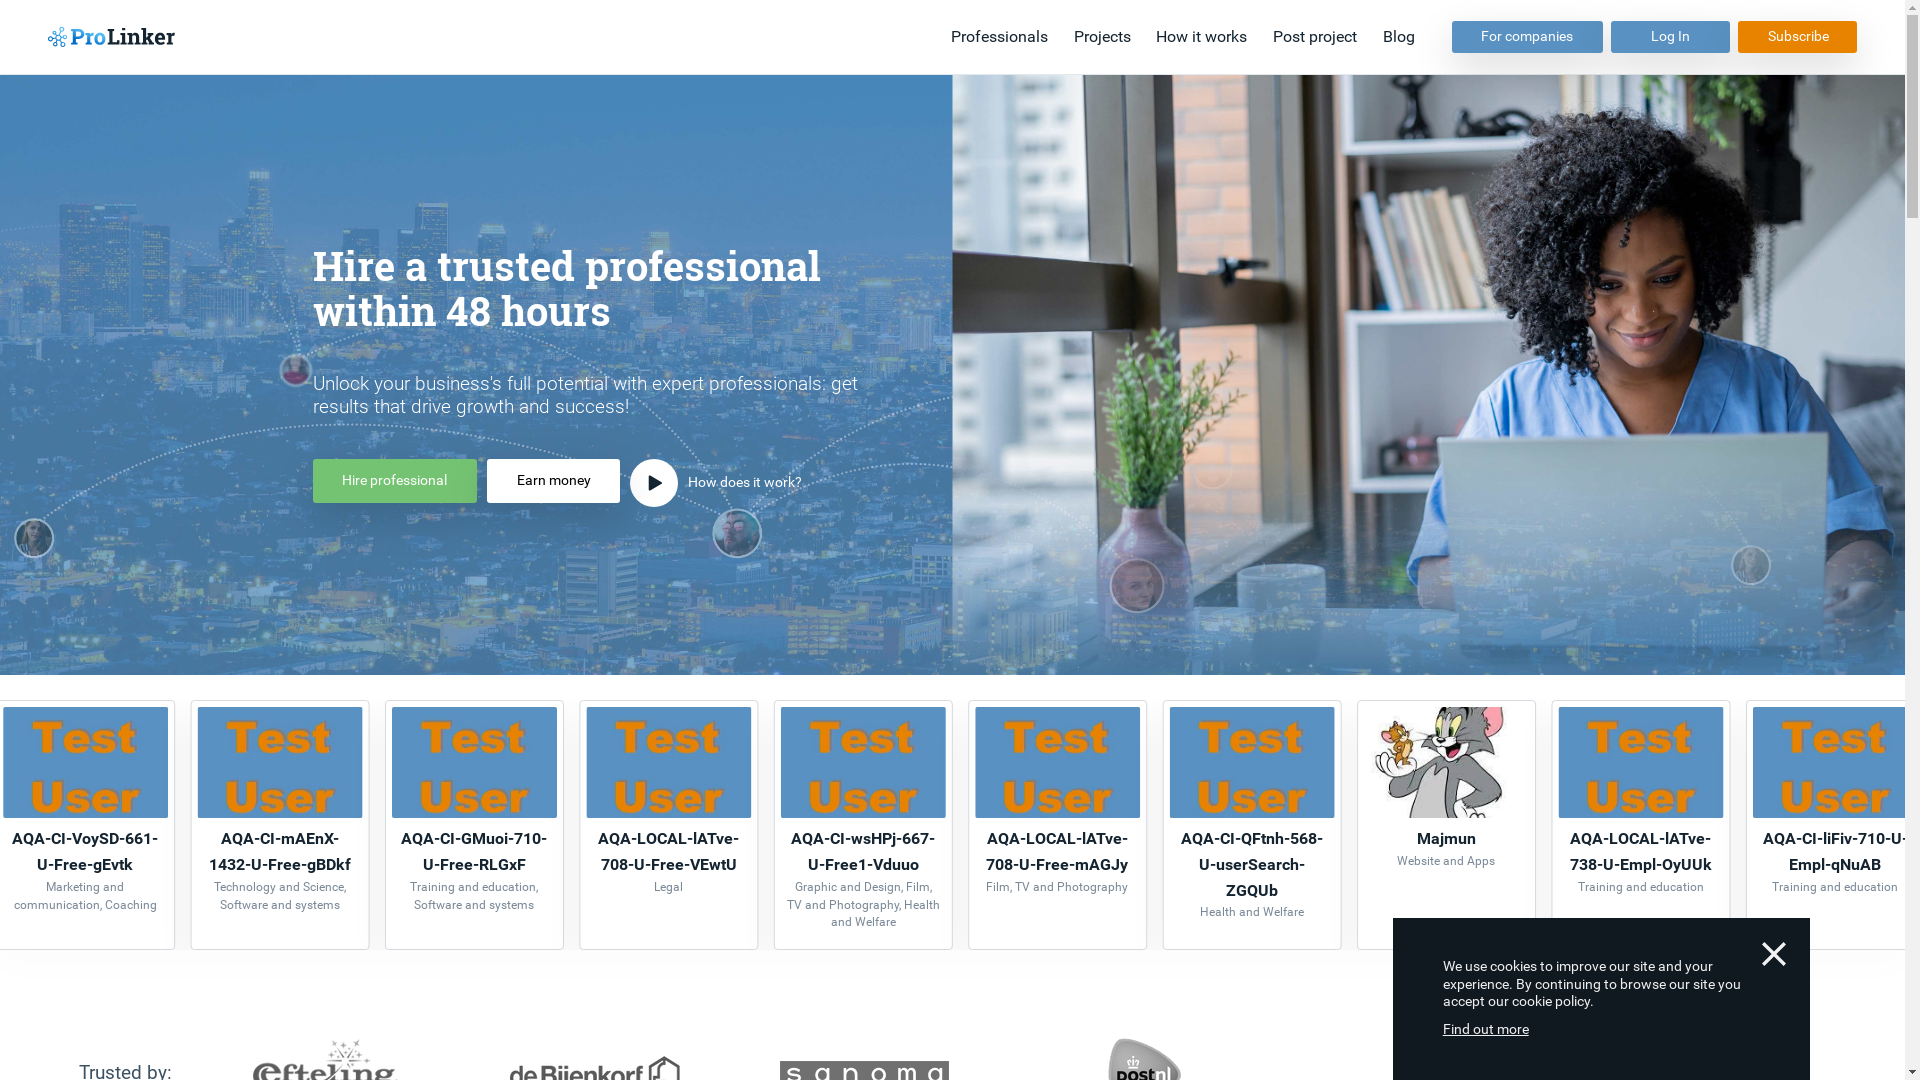 ProLinker
Professionals
Projects
How it works
Post project
Blog
For companies
Log In
Subscribe
Hire a trusted professional
within 48 hours
Unlock your business's full potential with expert professionals: get
results that drive growth and success!
Hire professional
Earn money
How does it work?
Test
User
AQA-CI-VoySD-661-
U-Free-gEvtk
Marketing and
communication, Coaching
Test
User
AQA-CI-mAEnX-
1432-U-Free-gBDkf
Technology and Science,
Software and systems
Test
User
AQA-CI-GMuoi-710-
U-Free-RLGxF
Training and education,
Software and systems
Test
User
AQA-LOCAL-lATve-
708-U-Free-VEwtU
Legal
Test
User
AQA-CI-wsHPj-667-
U-Free1-Vduuo
Graphic and Design, Film,
TV and Photography, Health
and Welfare
Test
User
AQA-LOCAL-lATve-
708-U-Free-mAGJy
Film, TV and Photography
Test
User
AQA-CI-QFtnh-568-
U-userSearch-
ZGQUb
Health and Welfare
Majmun
Website and Apps
Test
User
AQA-LOCAL-lATve-
738-U-Empl-OyUUk
Training and education
Test
User
AQA-CI-liFiv-710-U-
Empl-qNuAB
Training and education
We use cookies to improve our site and your
experience. By continuing to browse our site you
accept our cookie policy.
Find out more
Trusted by:
efteling
de Bijenkorf
sanoma
postnl